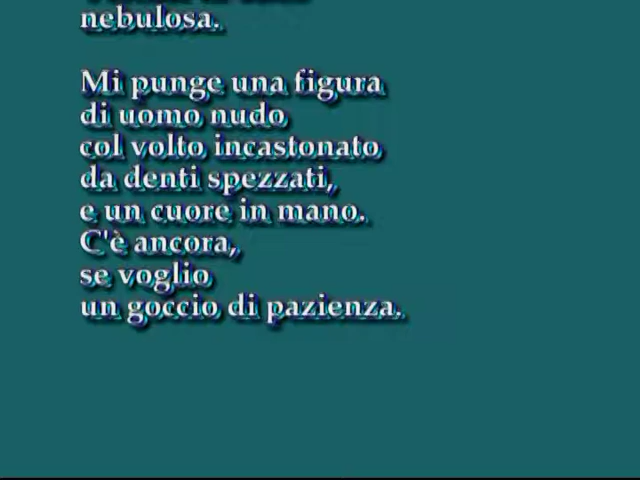 nebulosa.
Mi punge una figura
di uomo nudo
col volto incastonato
da denti spezzati,
e un cuore in mano.
C'è ancora,
se voglio
un goccio di pazienza.